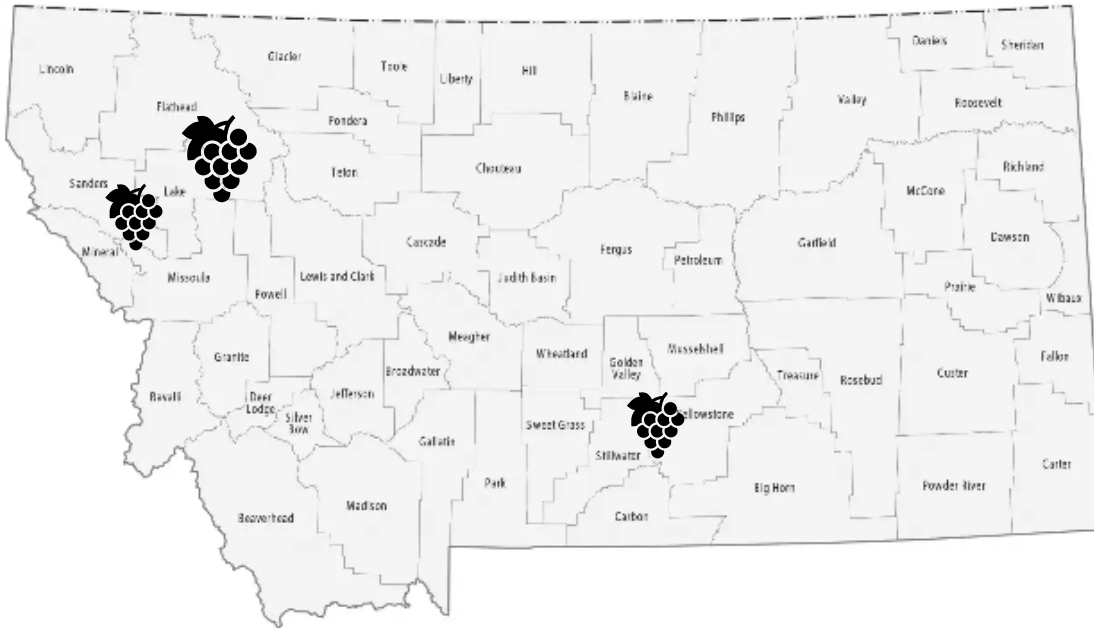 Lincoln
Flathead
Glacier
Toole
Liberty
Hill
Blaine
Phillips
Valley
Daniels
Sheridan
Roosevelt
Pondera
Teton
Chouteau
Richland
McCone
Dawson
Garfield
Sanders
Lake
Mineral
Missoula
Powell
Lewis and Clark
Cascade
Judith Basin
Fergus
Petroleum
Prairie
Wibaux
Meagher
Wheatland
Golden
Valley
Musselshell
Treasure
Rosebud
Custer
Fallon
Granite
Ravalli
Deer
Lodge
Silver
Bow
Jefferson
Broadwater
Gallatin
Sweet Grass
Stillwater
Yellowstone
Park
Carbon
Big Horn
Powder River
Carter
Madison
Beaverhead